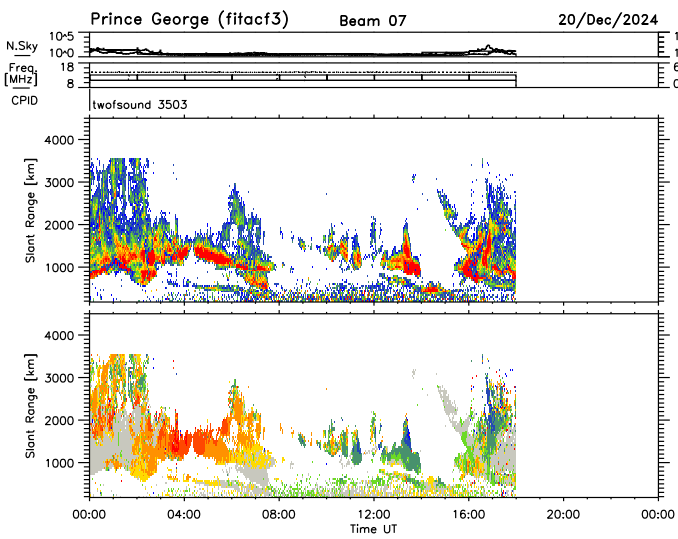 Prince George (fitacf3) Beam 07 20/Dec/2024
N.Sky 10^5 10^0 1 1
Freq. [MHz] 18 8 6 0
CPID twofsound 3503
Slant Range [km] 4000 3000 2000 1000
Slant Range [km] 4000 3000 2000 1000
00:00 04:00 08:00 12:00 16:00 20:00 00:00
Time UT